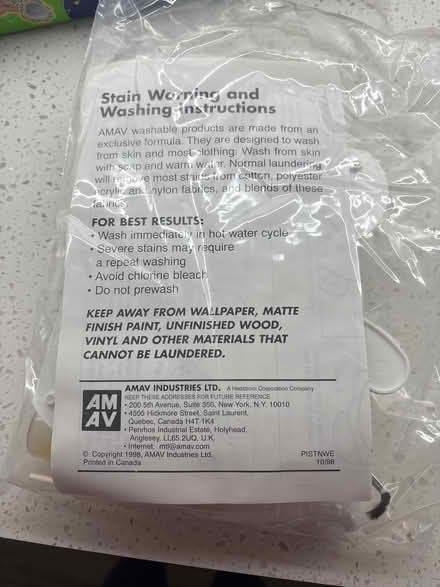 Stain Warning and
Washing instructions
AMAV washable products are made from an
exclusive formula. They are designed to wash
from skin and most clothing. Wash from skin
with soap and warm water. Normal laundering
will remove most stains from cotton, polyester
acrylic and nylon fabrics, and blends of these
fabrics.
FOR BEST RESULTS:
• Wash immediately in hot water cycle
• Severe stains may require
a repeat washing
• Avoid chlorine bleach
• Do not prewash
KEEP AWAY FROM WALLPAPER, MATTE
FINISH PAINT, UNFINISHED WOOD,
VINYL AND OTHER MATERIALS THAT
CANNOT BE LAUNDERED.
AMAV INDUSTRIES LTD. A Hedstrom Corporation Company
KEEP THESE ADDRESSES FOR FUTURE REFERENCE
• 200 5th Avenue, Suite 356, New York, N.Y. 10010
• 4305 Hickmore Street, Saint Laurent,
Quebec, Canada H4T-1K4
• Penrhos Industrial Estate, Holyhead,
Anglesey, LL65 2UQ, U.K.
• Internet: mtl@amav.com
AM
AV
© Copyright 1998, AMAV Industries Ltd.
Printed in Canada
PISTNWE
10/98